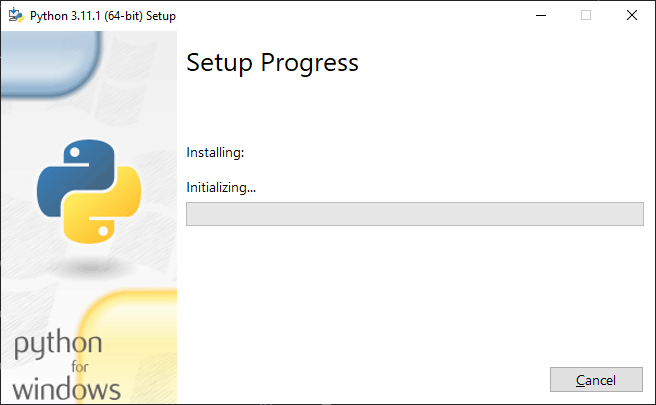 Python 3.11.1 (64-bit) Setup
Setup Progress
Installing:
Initializing...
python
for
windows
Cancel